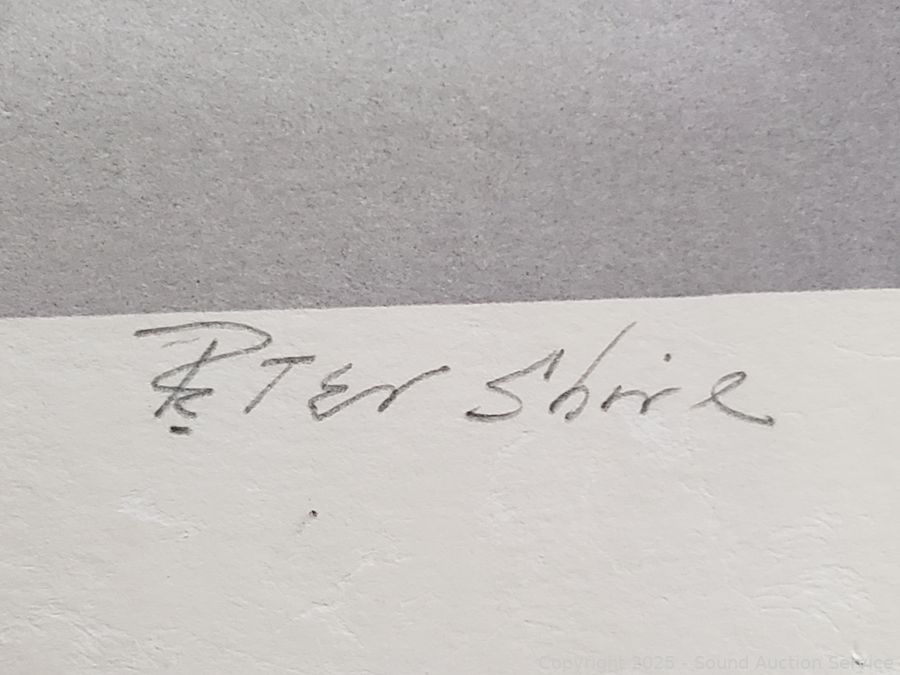 Peter Shire
Copyright 2025 - Sound Auction Service